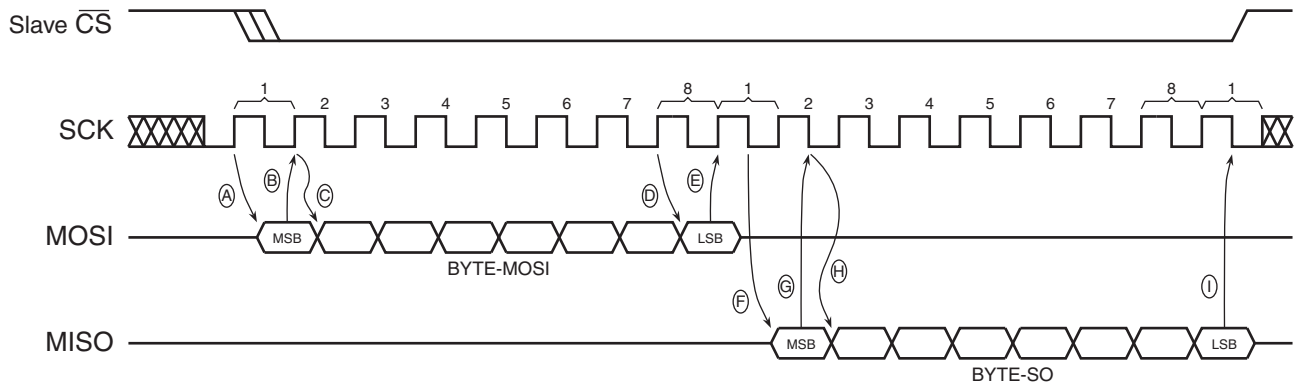 Slave CS
SCK
1 2 3 4 5 6 7 8 1 2 3 4 5 6 7 8 1
A B C D E
MOSI
MSB LSB
BYTE-MOSI
F G H I
MISO
MSB LSB
BYTE-SO